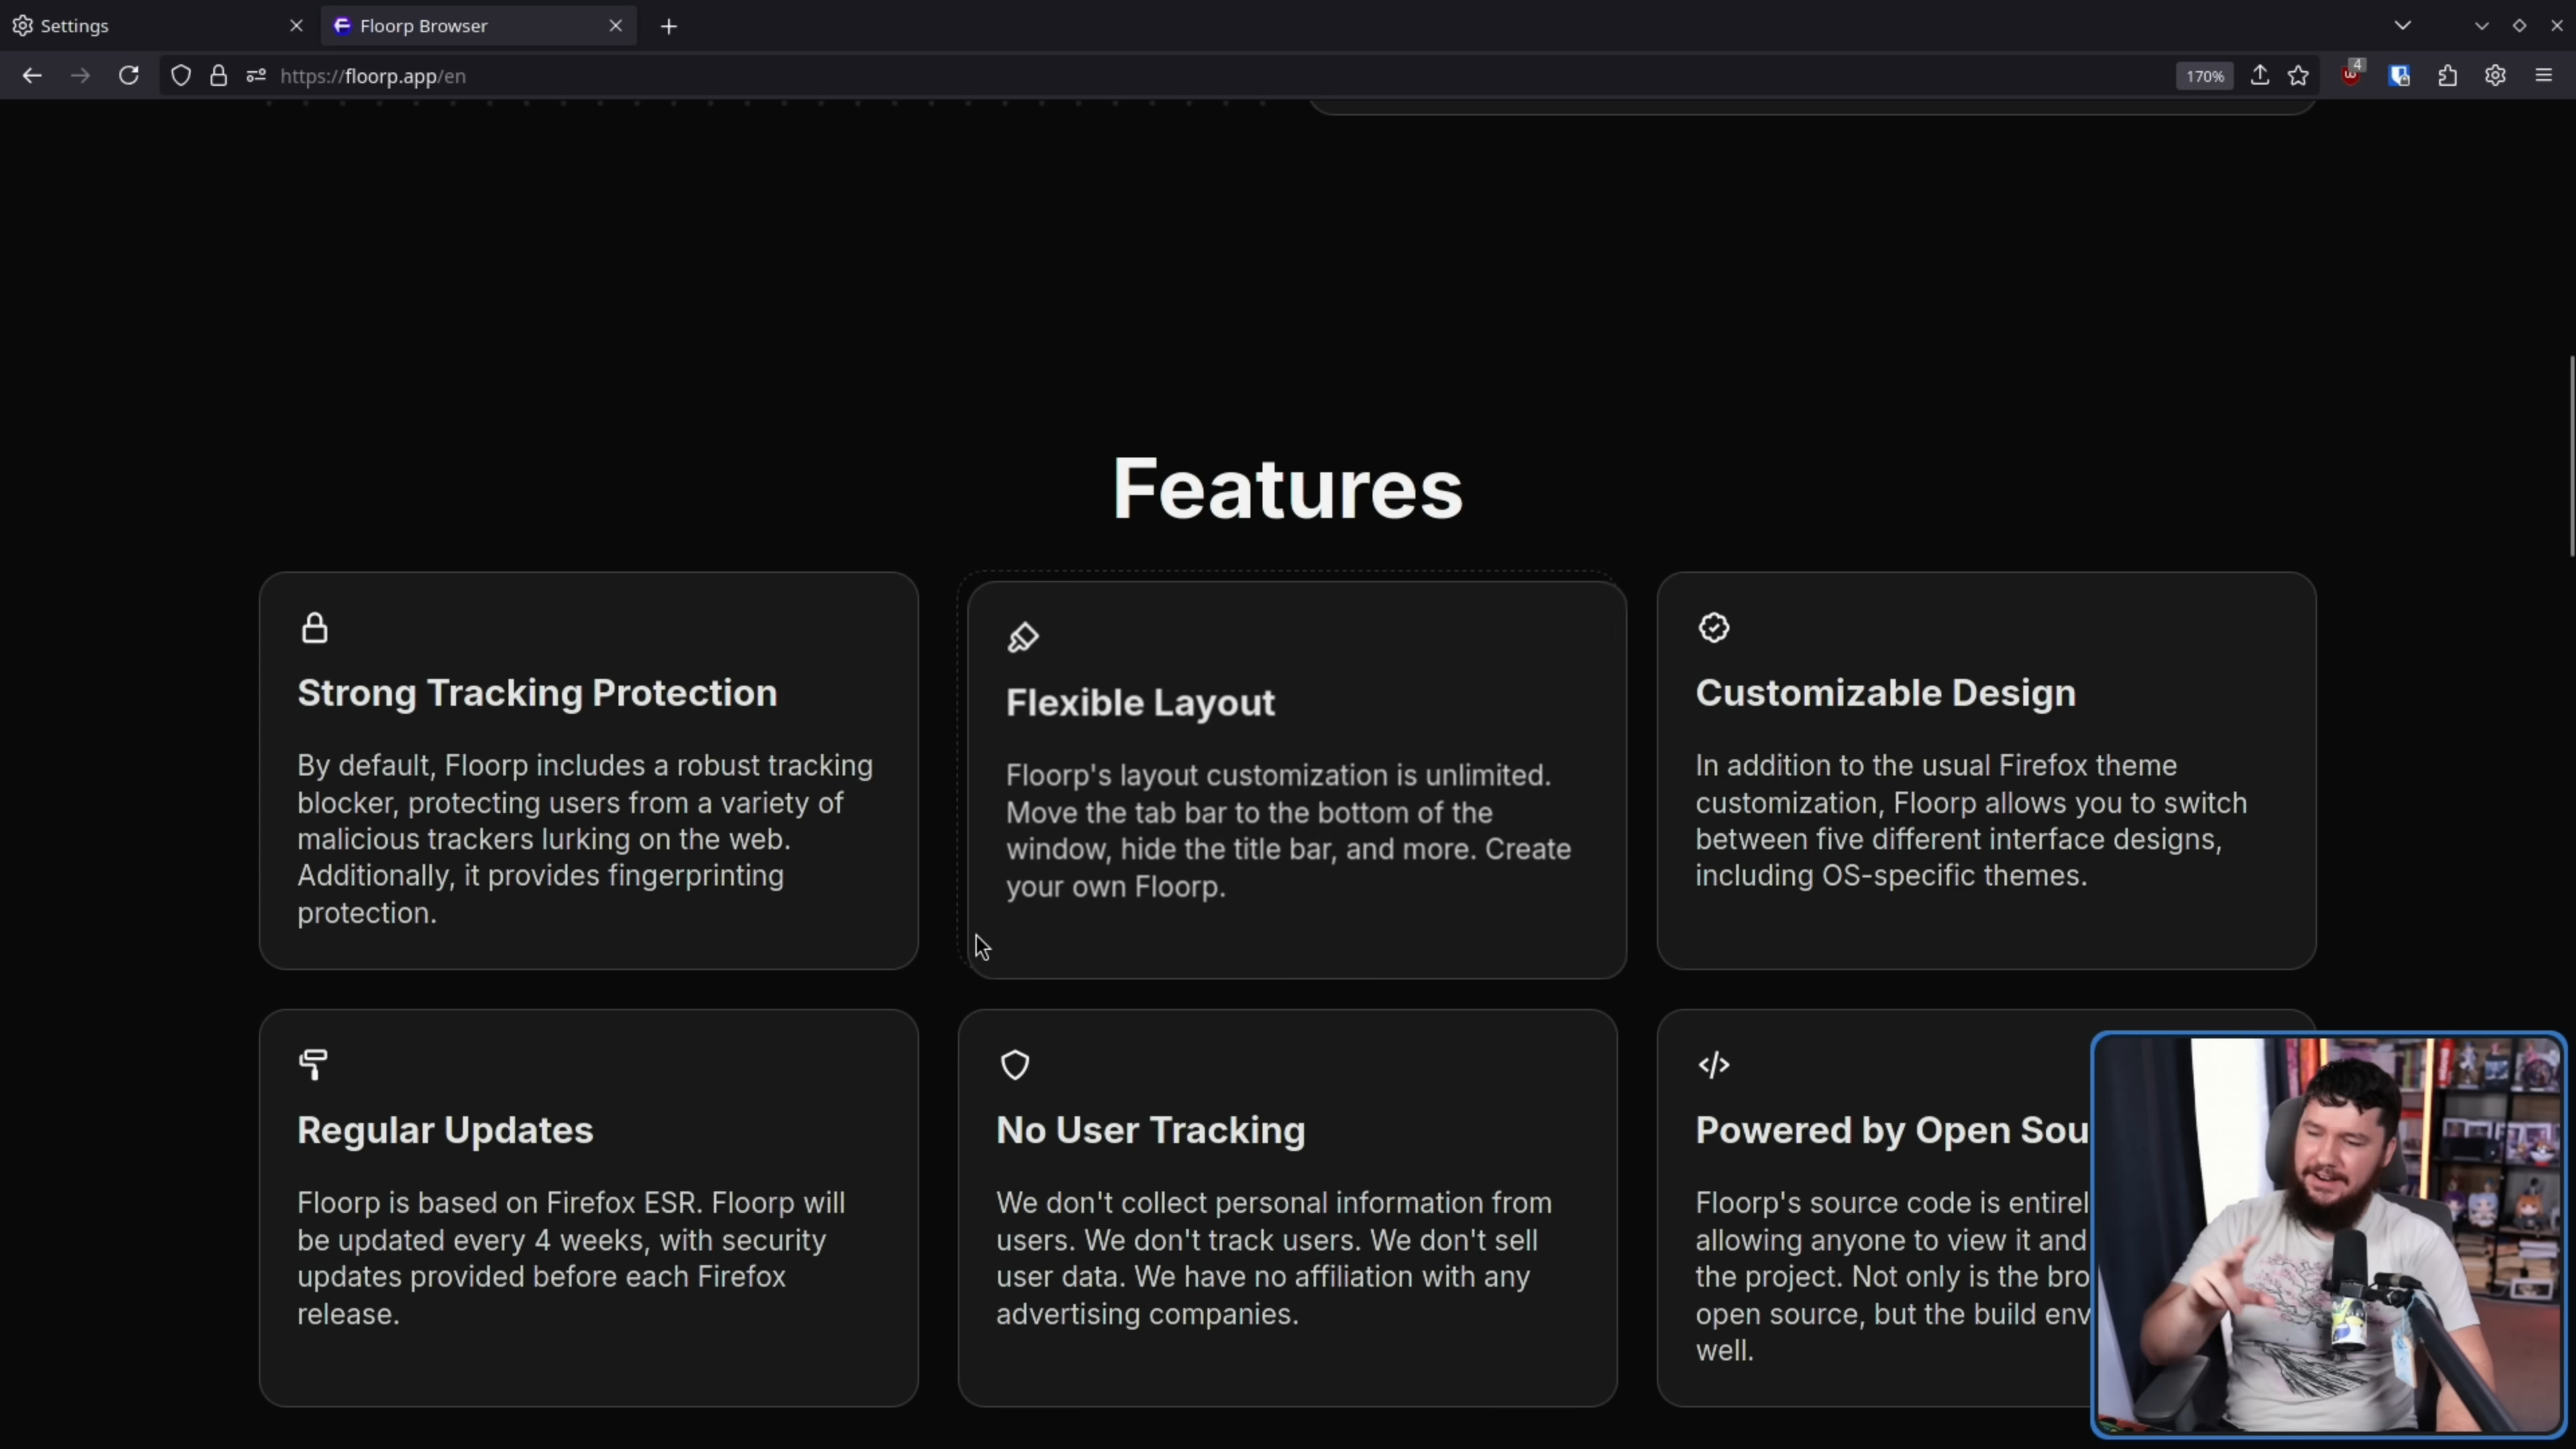 Settings
Floorp Browser
https://floorp.app/en
170%
4
Features
Strong Tracking Protection
By default, Floorp includes a robust tracking
blocker, protecting users from a variety of
malicious trackers lurking on the web.
Additionally, it provides fingerprinting
protection.
Flexible Layout
Floorp's layout customization is unlimited.
Move the tab bar to the bottom of the
window, hide the title bar, and more. Create
your own Floorp.
Customizable Design
In addition to the usual Firefox theme
customization, Floorp allows you to switch
between five different interface designs,
including OS-specific themes.
Regular Updates
Floorp is based on Firefox ESR. Floorp will
be updated every 4 weeks, with security
updates provided before each Firefox
release.
No User Tracking
We don't collect personal information from
users. We don't track users. We don't sell
user data. We have no affiliation with any
advertising companies.
Powered by Open Sou
Floorp's source code is entirel
allowing anyone to view it and
the project. Not only is the bro
open source, but the build env
well.